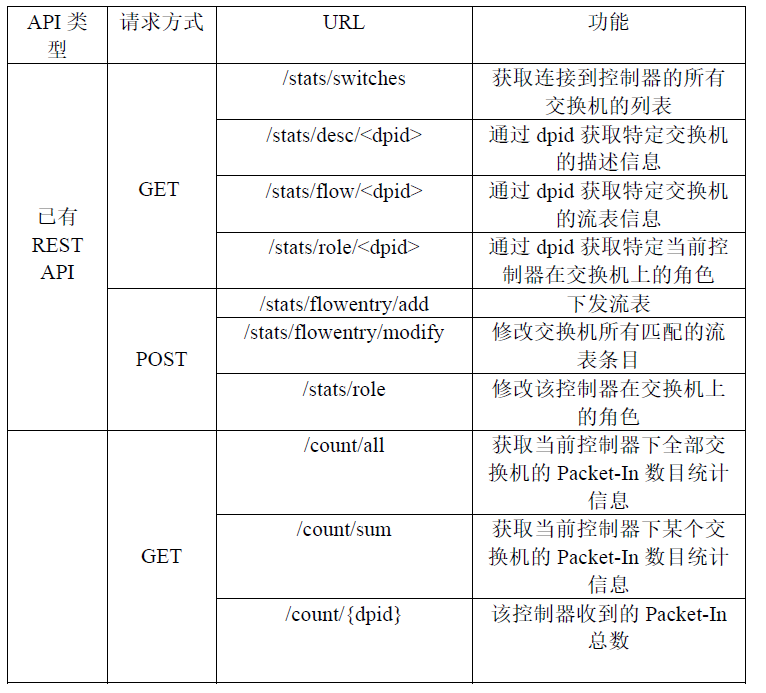 API 类 请求方式 URL 功能
型
已有
REST
API
GET
/stats/switches 获取连接到控制器的所有
交换机的列表
/stats/desc/<dpid> 通过 dpid 获取特定交换机
的描述信息
/stats/flow/<dpid> 通过 dpid 获取特定交换机
的流表信息
/stats/role/<dpid> 通过 dpid 获取特定当前控
制器在交换机上的角色
POST
/stats/flowentry/add 下发流表
/stats/flowentry/modify 修改交换机所有匹配的流
表条目
/stats/role 修改该控制器在交换机上
的角色
GET
/count/all 获取当前控制器下全部交
换机的 Packet-In 数目统计
信息
/count/sum 获取当前控制器下某个交
换机的 Packet-In 数目统计
信息
/count/{dpid} 该控制器收到的 Packet-In
总数